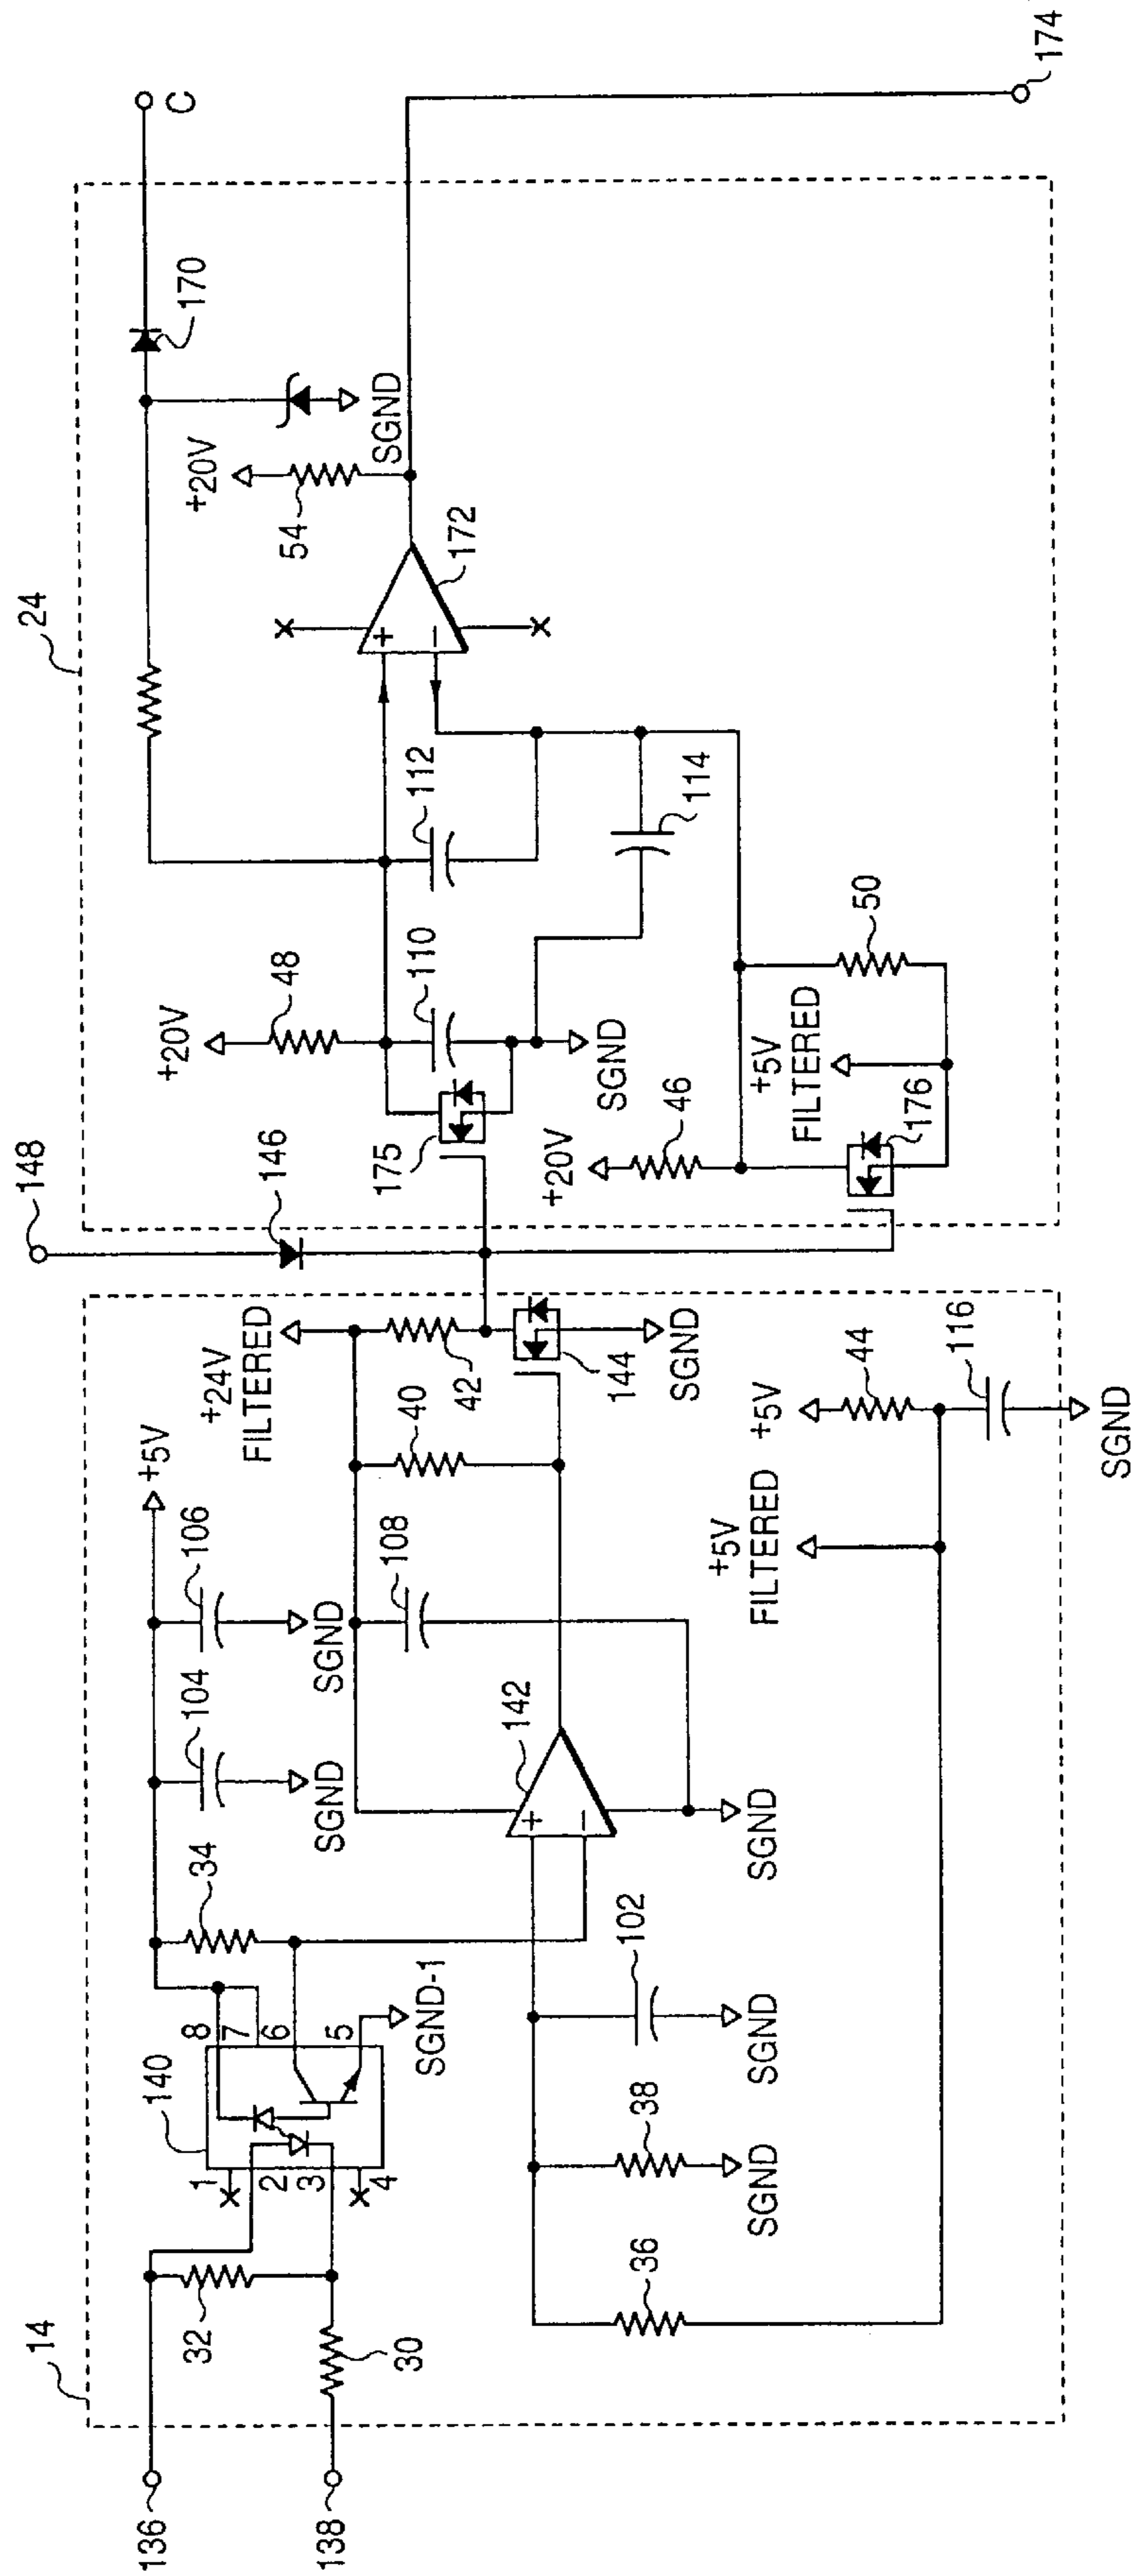 14
136
138
32
30
140
1
2
3
4
8
7
6
5
SGND-1
34
104
SGND
106
SGND
+5V
36
38
SGND
102
SGND
142
+
−
SGND
108
40
+24V
FILTERED
42
144
SGND
+5V
FILTERED
+5V
44
116
SGND
148
146
24
175
+20V
48
110
SGND
112
114
+20V
46
+5V
FILTERED
176
50
+
−
172
+20V
54
SGND
170
C
174